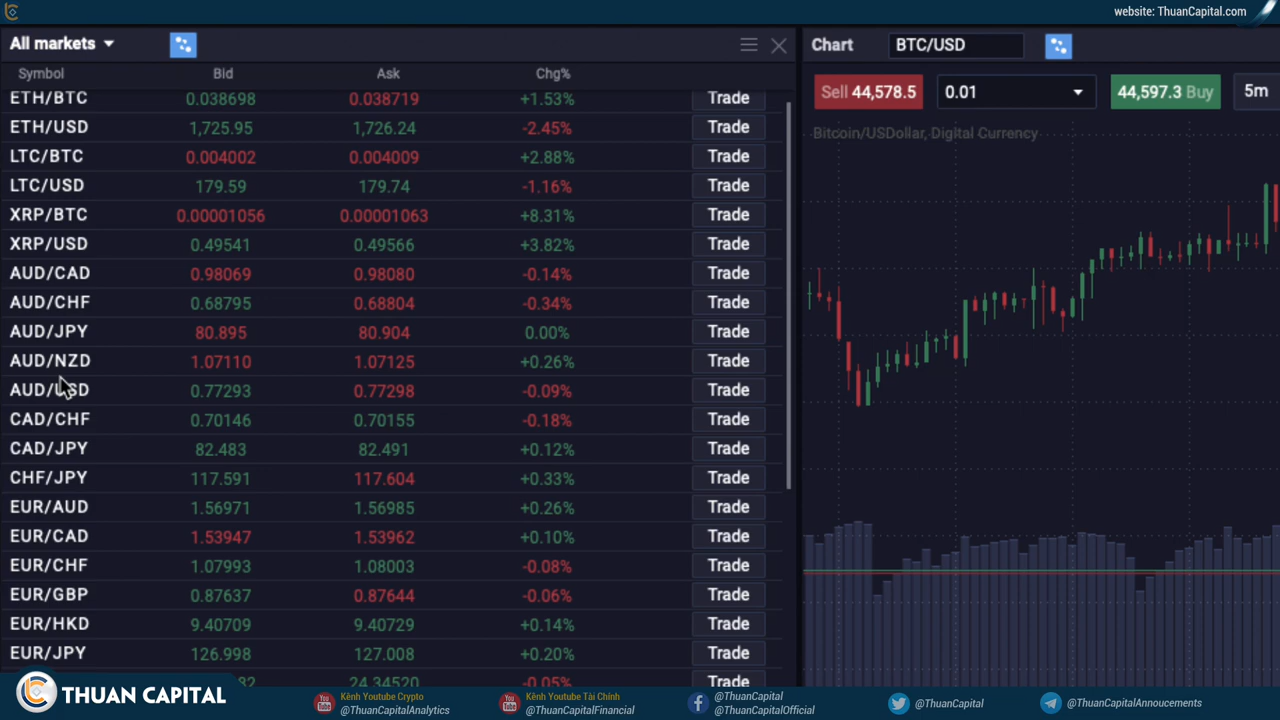 website: ThuanCapital.com
All markets
Symbol Bid Ask Chg%
ETH/BTC 0.038698 0.038719 +1.53% Trade
ETH/USD 1,725.95 1,726.24 -2.45% Trade
LTC/BTC 0.004002 0.004009 +2.88% Trade
LTC/USD 179.59 179.74 -1.16% Trade
XRP/BTC 0.00001056 0.00001063 +8.31% Trade
XRP/USD 0.49541 0.49566 +3.82% Trade
AUD/CAD 0.98069 0.98080 -0.14% Trade
AUD/CHF 0.68795 0.68804 -0.34% Trade
AUD/JPY 80.895 80.904 0.00% Trade
AUD/NZD 1.07110 1.07125 +0.26% Trade
AUD/USD 0.77293 0.77298 -0.09% Trade
CAD/CHF 0.70146 0.70155 -0.18% Trade
CAD/JPY 82.483 82.491 +0.12% Trade
CHF/JPY 117.591 117.604 +0.33% Trade
EUR/AUD 1.56971 1.56985 +0.26% Trade
EUR/CAD 1.53947 1.53962 +0.10% Trade
EUR/CHF 1.07993 1.08003 -0.08% Trade
EUR/GBP 0.87637 0.87644 -0.06% Trade
EUR/HKD 9.40709 9.40729 +0.14% Trade
EUR/JPY 126.998 127.008 +0.20% Trade
24.34520 -0.05% Trade
Chart BTC/USD
Sell 44,578.5 0.01 44,597.3 Buy 5m
Bitcoin/USDollar, Digital Currency
THUAN CAPITAL
Kênh Youtube Crypto
@ThuanCapitalAnalytics
Kênh Youtube Tài Chính
@ThuanCapitalFinancial
@ThuanCapital
@ThuanCapitalOfficial
@ThuanCapital
@ThuanCapitalAnnoucements